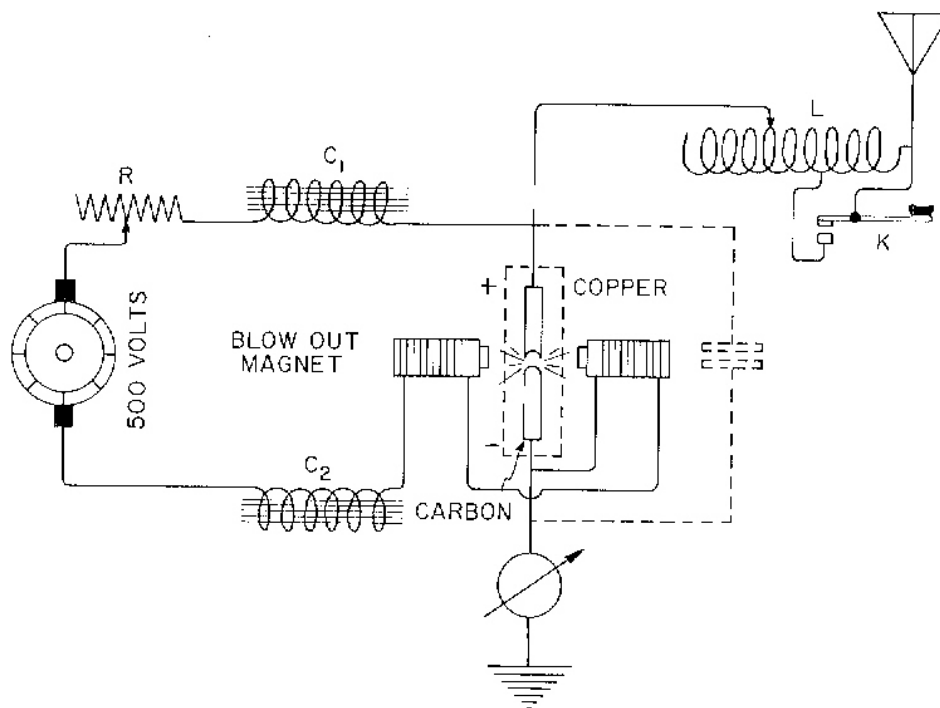 L
C1
R
K
+
COPPER
500 VOLTS
BLOW OUT
MAGNET
-
C2
CARBON